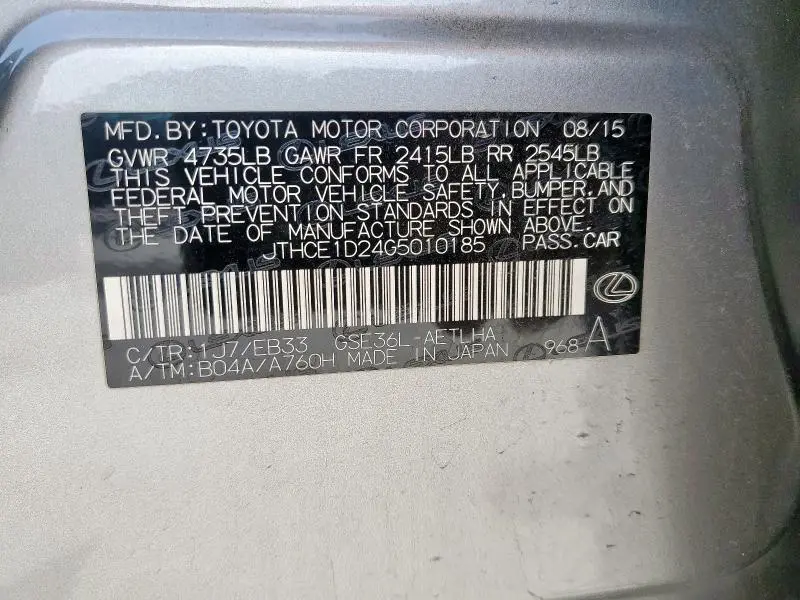 MFD.BY:TOYOTA MOTOR CORPORATION 08/15
GVWR 4735LB GAWR FR 2415LB RR 2545LB
THIS VEHICLE CONFORMS TO ALL APPLICABLE
FEDERAL MOTOR VEHICLE SAFETY, BUMPER, AND
THEFT PREVENTION STANDARDS IN EFFECT ON
THE DATE OF MANUFACTURE SHOWN ABOVE.
JTHCE1D24G5010185 PASS.CAR
C/TR:1J7/EB33 GSE36L-AETLHA
A/TM:B04A/A760H MADE IN JAPAN 968 A